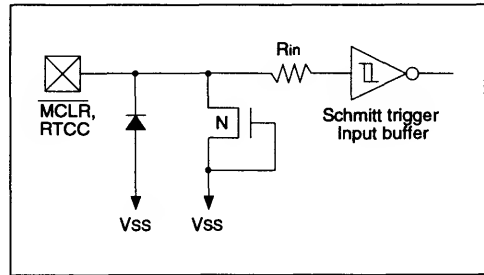 Rin
MCLR,
RTCC
N
Schmitt trigger
Input buffer
VSS
VSS